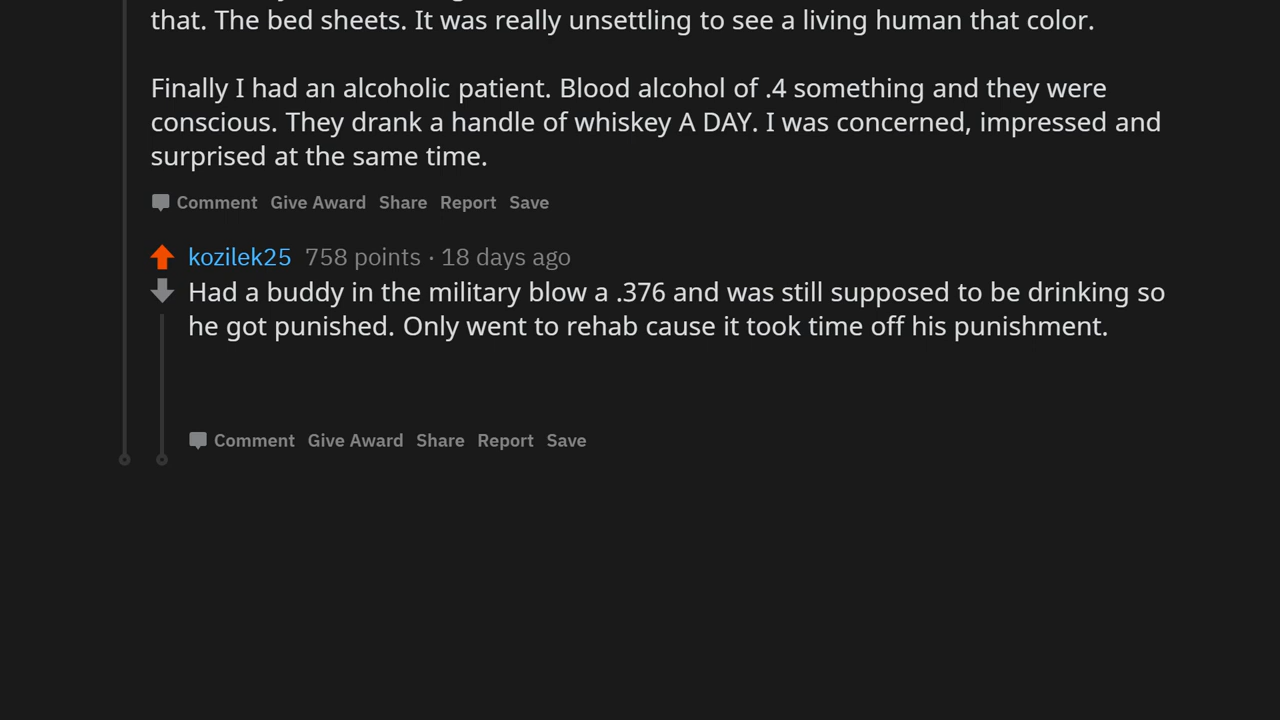 that. The bed sheets. It was really unsettling to see a living human that color.
Finally I had an alcoholic patient. Blood alcohol of .4 something and they were
conscious. They drank a handle of whiskey A DAY. I was concerned, impressed and
surprised at the same time.
Comment Give Award Share Report Save
kozilek25 758 points · 18 days ago
Had a buddy in the military blow a .376 and was still supposed to be drinking so
he got punished. Only went to rehab cause it took time off his punishment.
Comment Give Award Share Report Save